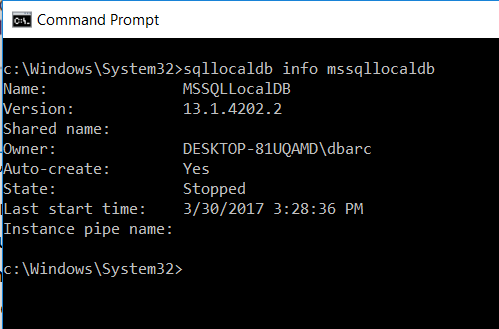 Command Prompt
c:\Windows\System32>sqllocaldb info mssqllocaldb
Name: MSSQLLocalDB
Version: 13.1.4202.2
Shared name:
Owner: DESKTOP-81UQAMD\dbarc
Auto-create: Yes
State: Stopped
Last start time: 3/30/2017 3:28:36 PM
Instance pipe name:
c:\Windows\System32>